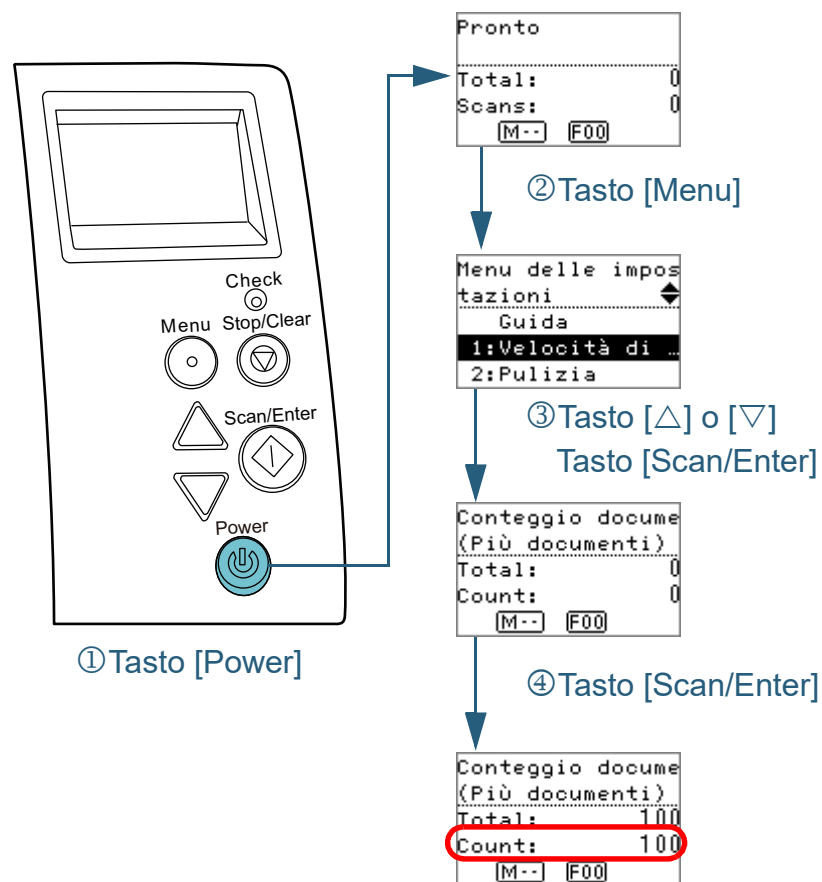 Check
Menu Stop/Clear
Scan/Enter
Power
①Tasto [Power]
Pronto
Total: 0
Scans: 0
M-- F00
②Tasto [Menu]
Menu delle impos
tazioni
Guida
1:Velocità di …
2:Pulizia
③Tasto [△] o [▽]
Tasto [Scan/Enter]
Conteggio docume
(Più documenti)
Total: 0
Count: 0
M-- F00
④Tasto [Scan/Enter]
Conteggio docume
(Più documenti)
Total: 100
Count: 100
M-- F00